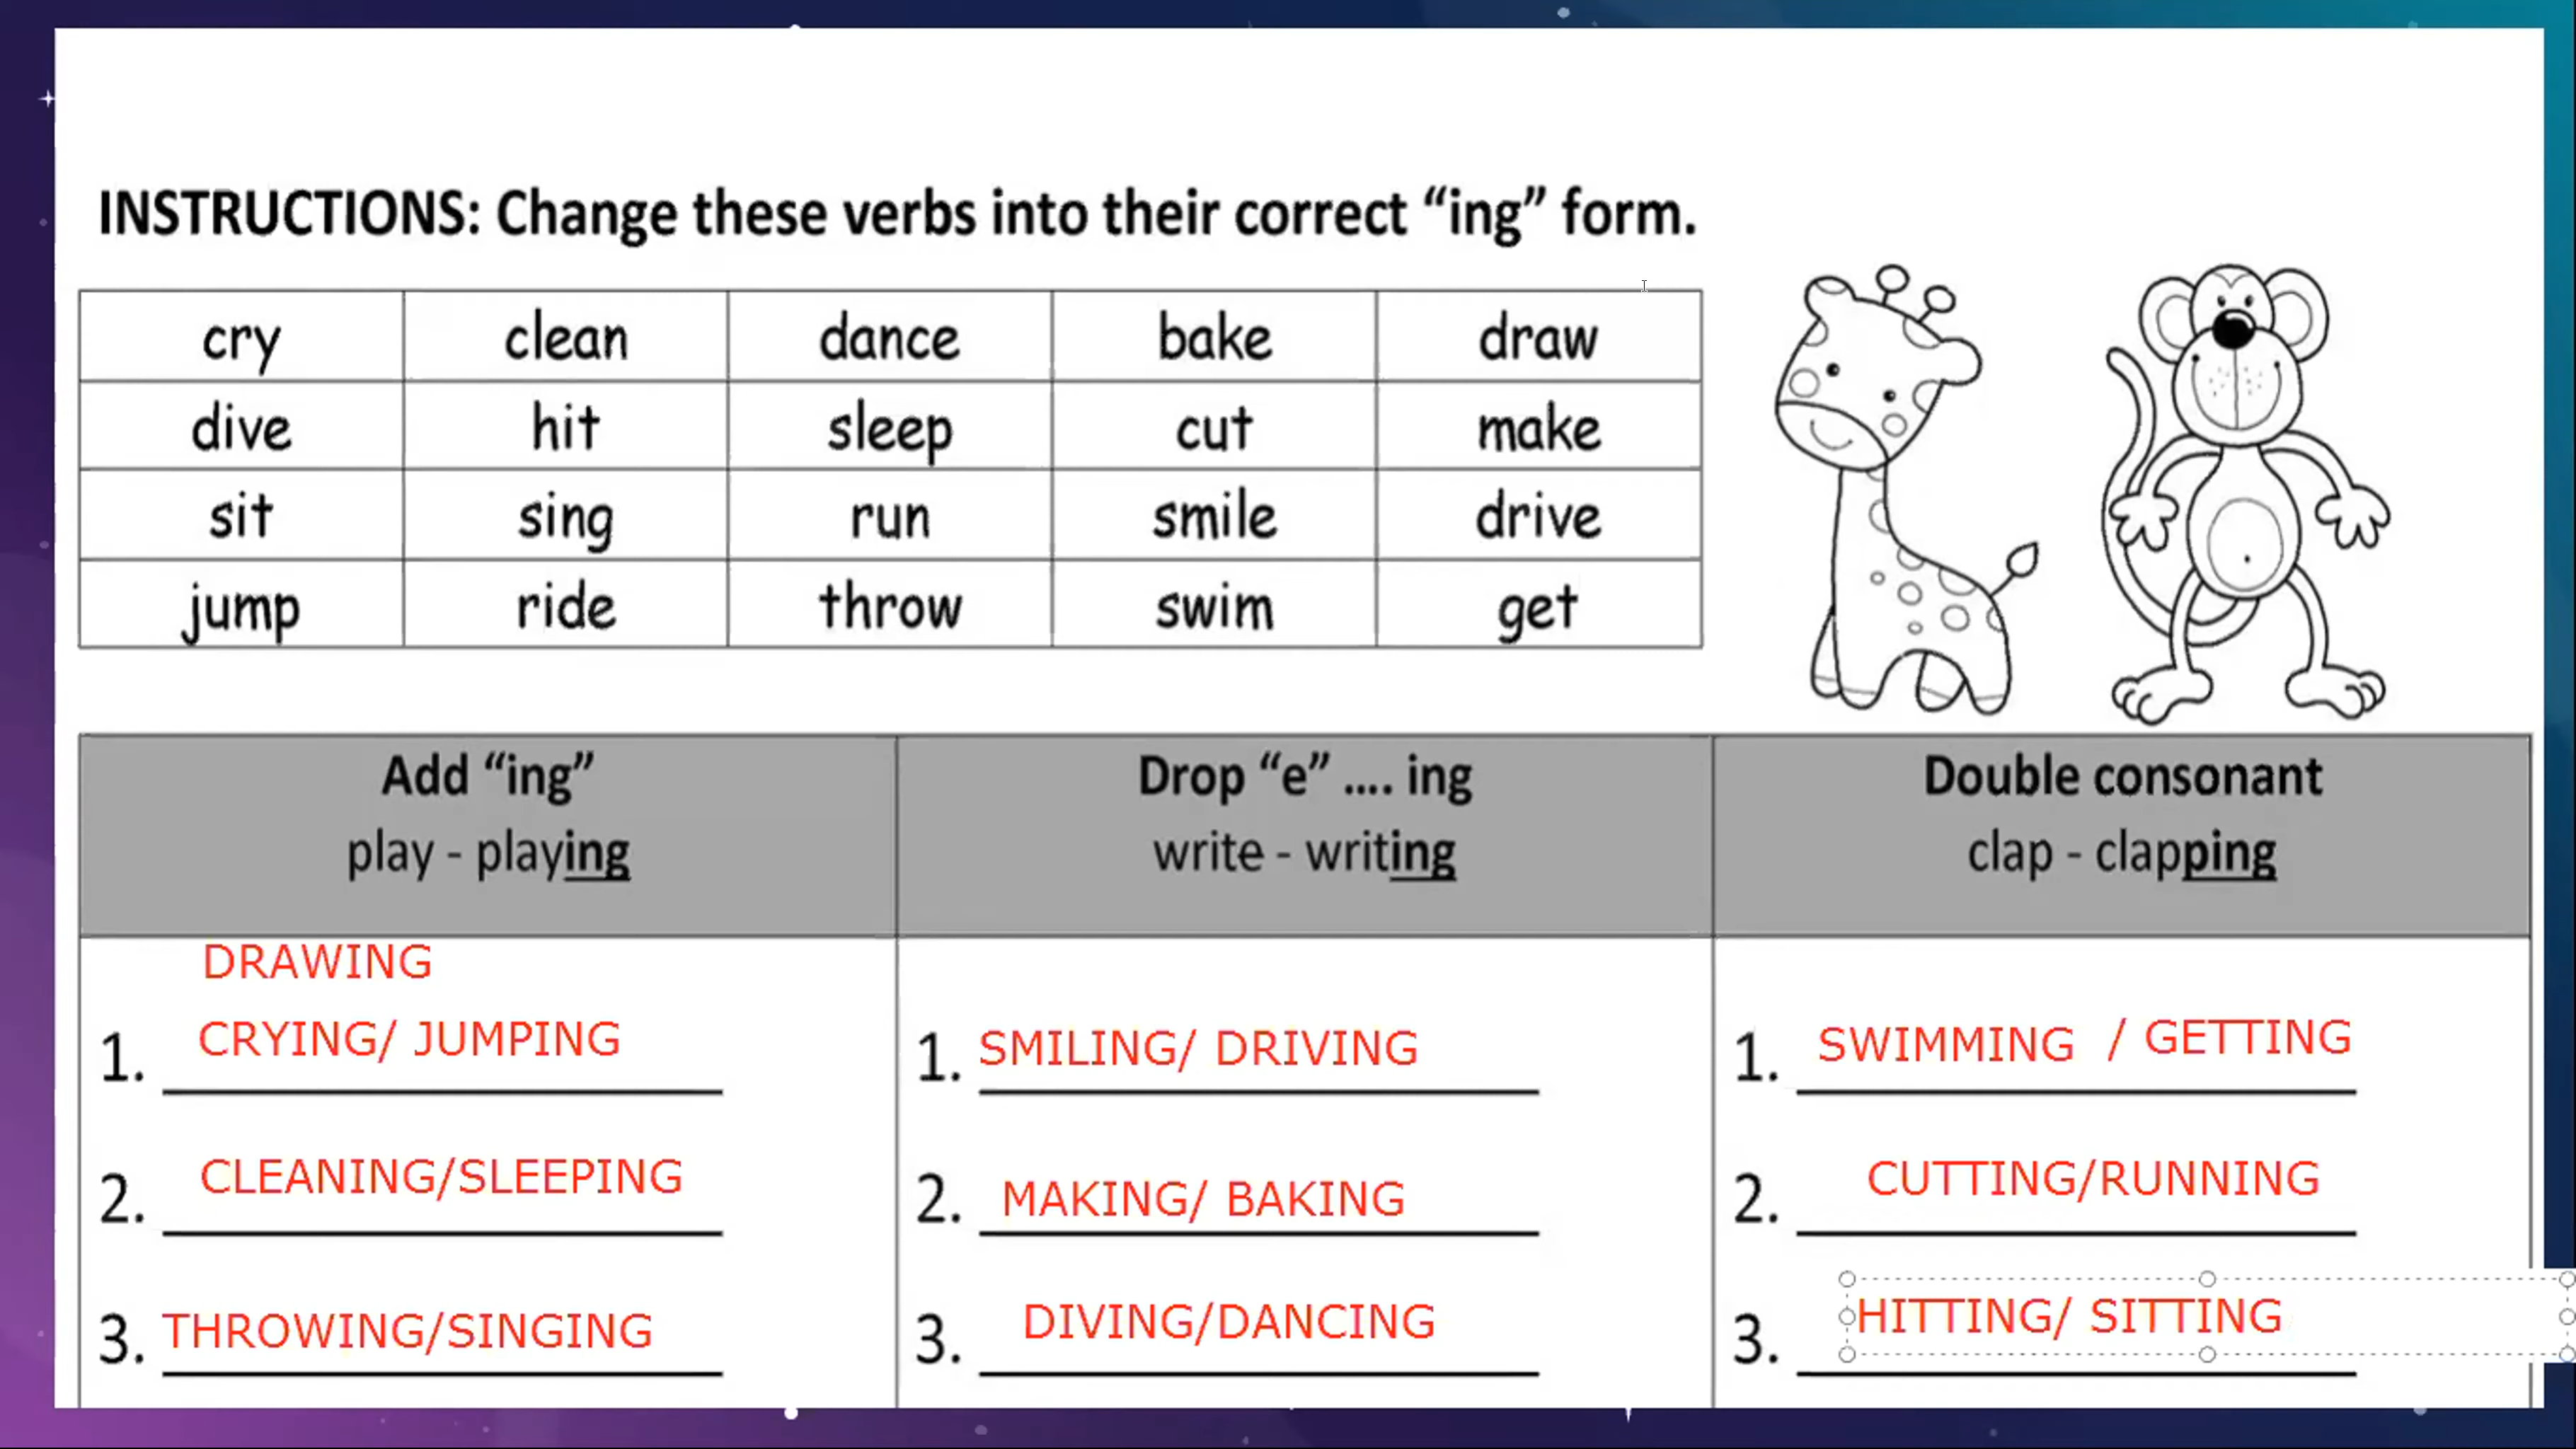 INSTRUCTIONS: Change these verbs into their correct “ing” form.
cry clean dance bake draw
dive hit sleep cut make
sit sing run smile drive
jump ride throw swim get
Add “ing” Drop “e” .... ing Double consonant
play - playing write - writing clap - clapping
DRAWING
1. CRYING/ JUMPING 1. SMILING/ DRIVING 1. SWIMMING / GETTING
2. CLEANING/SLEEPING 2. MAKING/ BAKING 2. CUTTING/RUNNING
3. THROWING/SINGING 3. DIVING/DANCING 3. HITTING/ SITTING